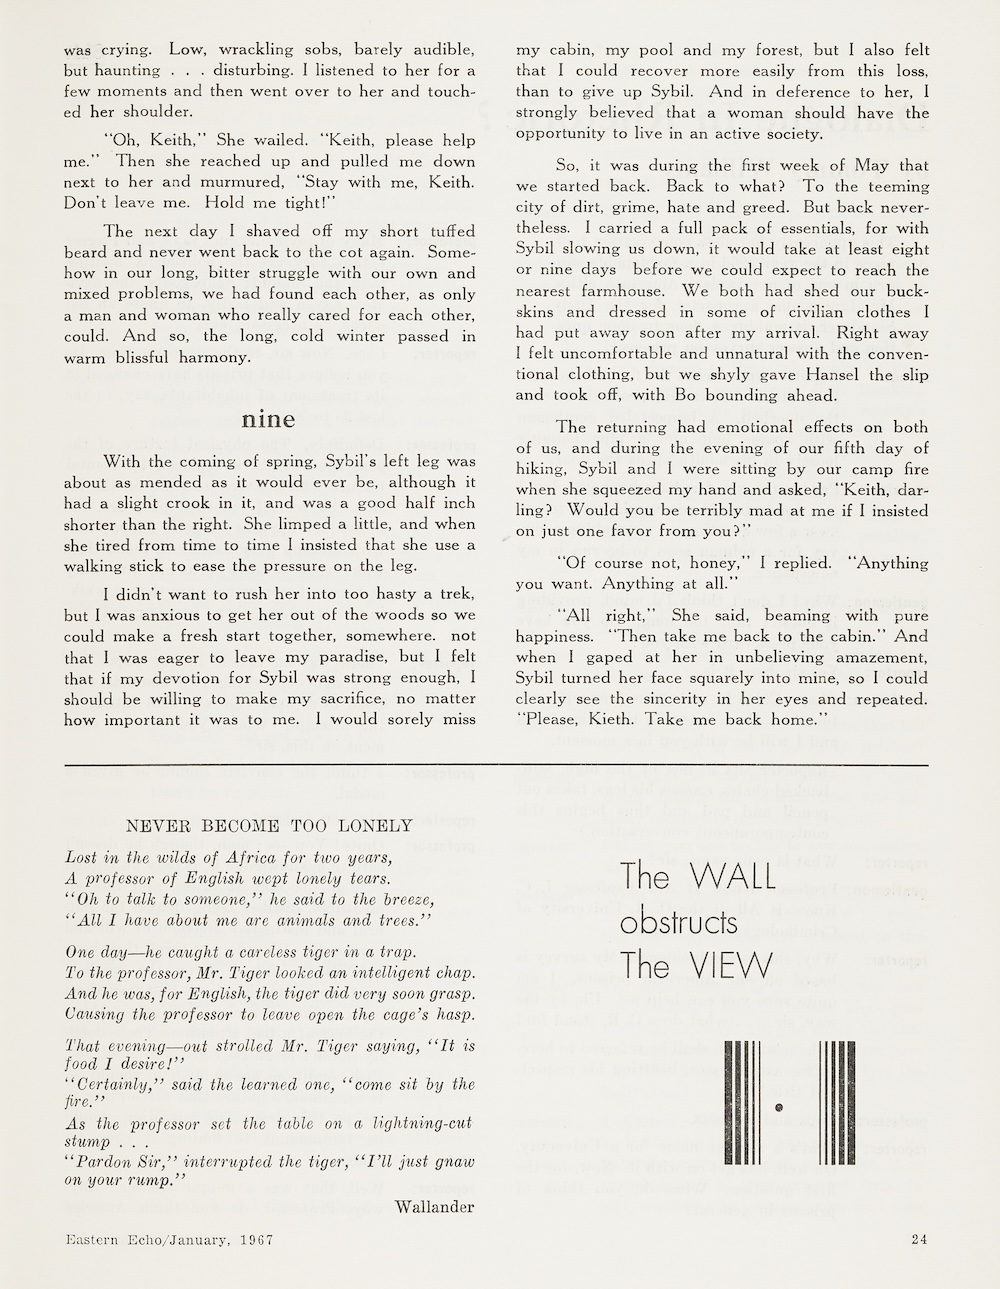 was crying. Low, wrackling sobs, barely audible,
but haunting . . . disturbing. I listened to her for a
few moments and then went over to her and touch-
ed her shoulder.
"Oh, Keith," She wailed. "Keith, please help
me." Then she reached up and pulled me down
next to her and murmured, "Stay with me, Keith.
Don't leave me. Hold me tight!"
The next day I shaved off my short tuffed
beard and never went back to the cot again. Some-
how in our long, bitter struggle with our own and
mixed problems, we had found each other, as only
a man and woman who really cared for each other,
could. And so, the long, cold winter passed in
warm blissful harmony.
nine
With the coming of spring, Sybil's left leg was
about as mended as it would ever be, although it
had a slight crook in it, and was a good half inch
shorter than the right. She limped a little, and when
she tired from time to time I insisted that she use a
walking stick to ease the pressure on the leg.
I didn't want to rush her into too hasty a trek,
but I was anxious to get her out of the woods so we
could make a fresh start together, somewhere. not
that I was eager to leave my paradise, but I felt
that if my devotion for Sybil was strong enough, I
should be willing to make my sacrifice, no matter
how important it was to me. I would sorely miss
my cabin, my pool and my forest, but I also felt
that I could recover more easily from this loss,
than to give up Sybil. And in deference to her, I
strongly believed that a woman should have the
opportunity to live in an active society.
So, it was during the first week of May that
we started back. Back to what? To the teeming
city of dirt, grime, hate and greed. But back never-
theless. I carried a full pack of essentials, for with
Sybil slowing us down, it would take at least eight
or nine days before we could expect to reach the
nearest farmhouse. We both had shed our buck-
skins and dressed in some of civilian clothes I
had put away soon after my arrival. Right away
I felt uncomfortable and unnatural with the conven-
tional clothing, but we shyly gave Hansel the slip
and took off, with Bo bounding ahead.
The returning had emotional effects on both
of us, and during the evening of our fifth day of
hiking, Sybil and I were sitting by our camp fire
when she squeezed my hand and asked, "Keith, dar-
ling? Would you be terribly mad at me if I insisted
on just one favor from you?"
"Of course not, honey," I replied. "Anything
you want. Anything at all."
"All right," She said, beaming with pure
happiness. "Then take me back to the cabin." And
when I gaped at her in unbelieving amazement,
Sybil turned her face squarely into mine, so I could
clearly see the sincerity in her eyes and repeated.
"Please, Kieth. Take me back home."
NEVER BECOME TOO LONELY
Lost in the wilds of Africa for two years,
A professor of English wept lonely tears.
"Oh to talk to someone," he said to the breeze,
"All I have about me are animals and trees."
One day—he caught a careless tiger in a trap.
To the professor, Mr. Tiger looked an intelligent chap.
And he was, for English, the tiger did very soon grasp.
Causing the professor to leave open the cage's hasp.
That evening—out strolled Mr. Tiger saying, "It is
food I desire!"
"Certainly," said the learned one, "come sit by the
fire."
As the professor set the table on a lightning-cut
stump . . .
"Pardon Sir," interrupted the tiger, "I'll just gnaw
on your rump."
Wallander
The WALL
obstructs
The VIEW
Eastern Echo/January, 1967
24